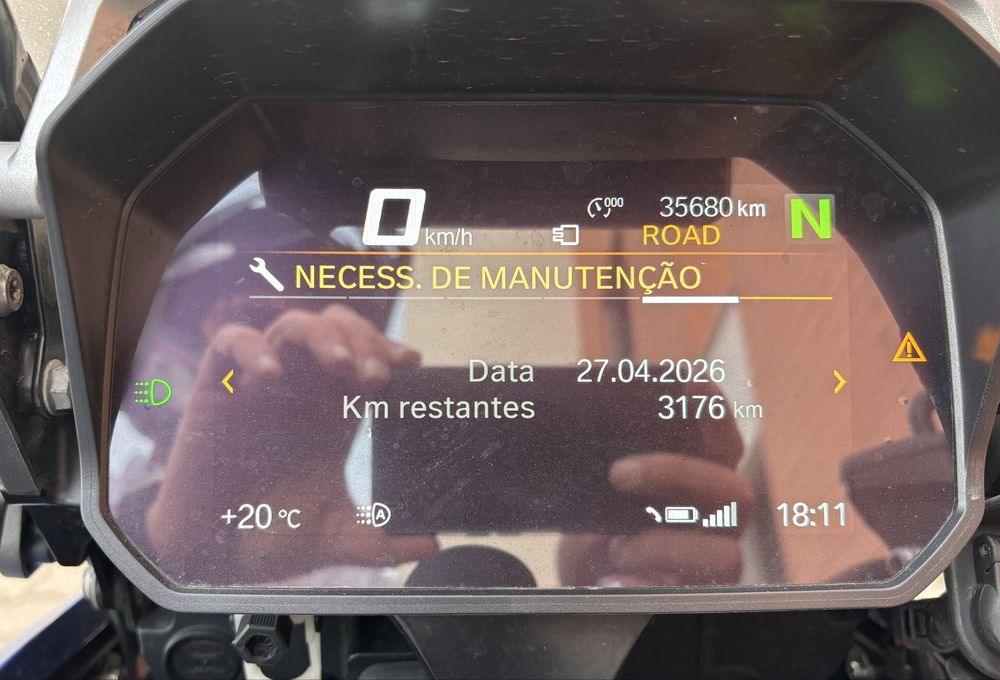 0 km/h 000 35680 km N
ROAD
NECESS. DE MANUTENÇÃO
Data 27.04.2026
Km restantes 3176 km
+20 °C A 18:11